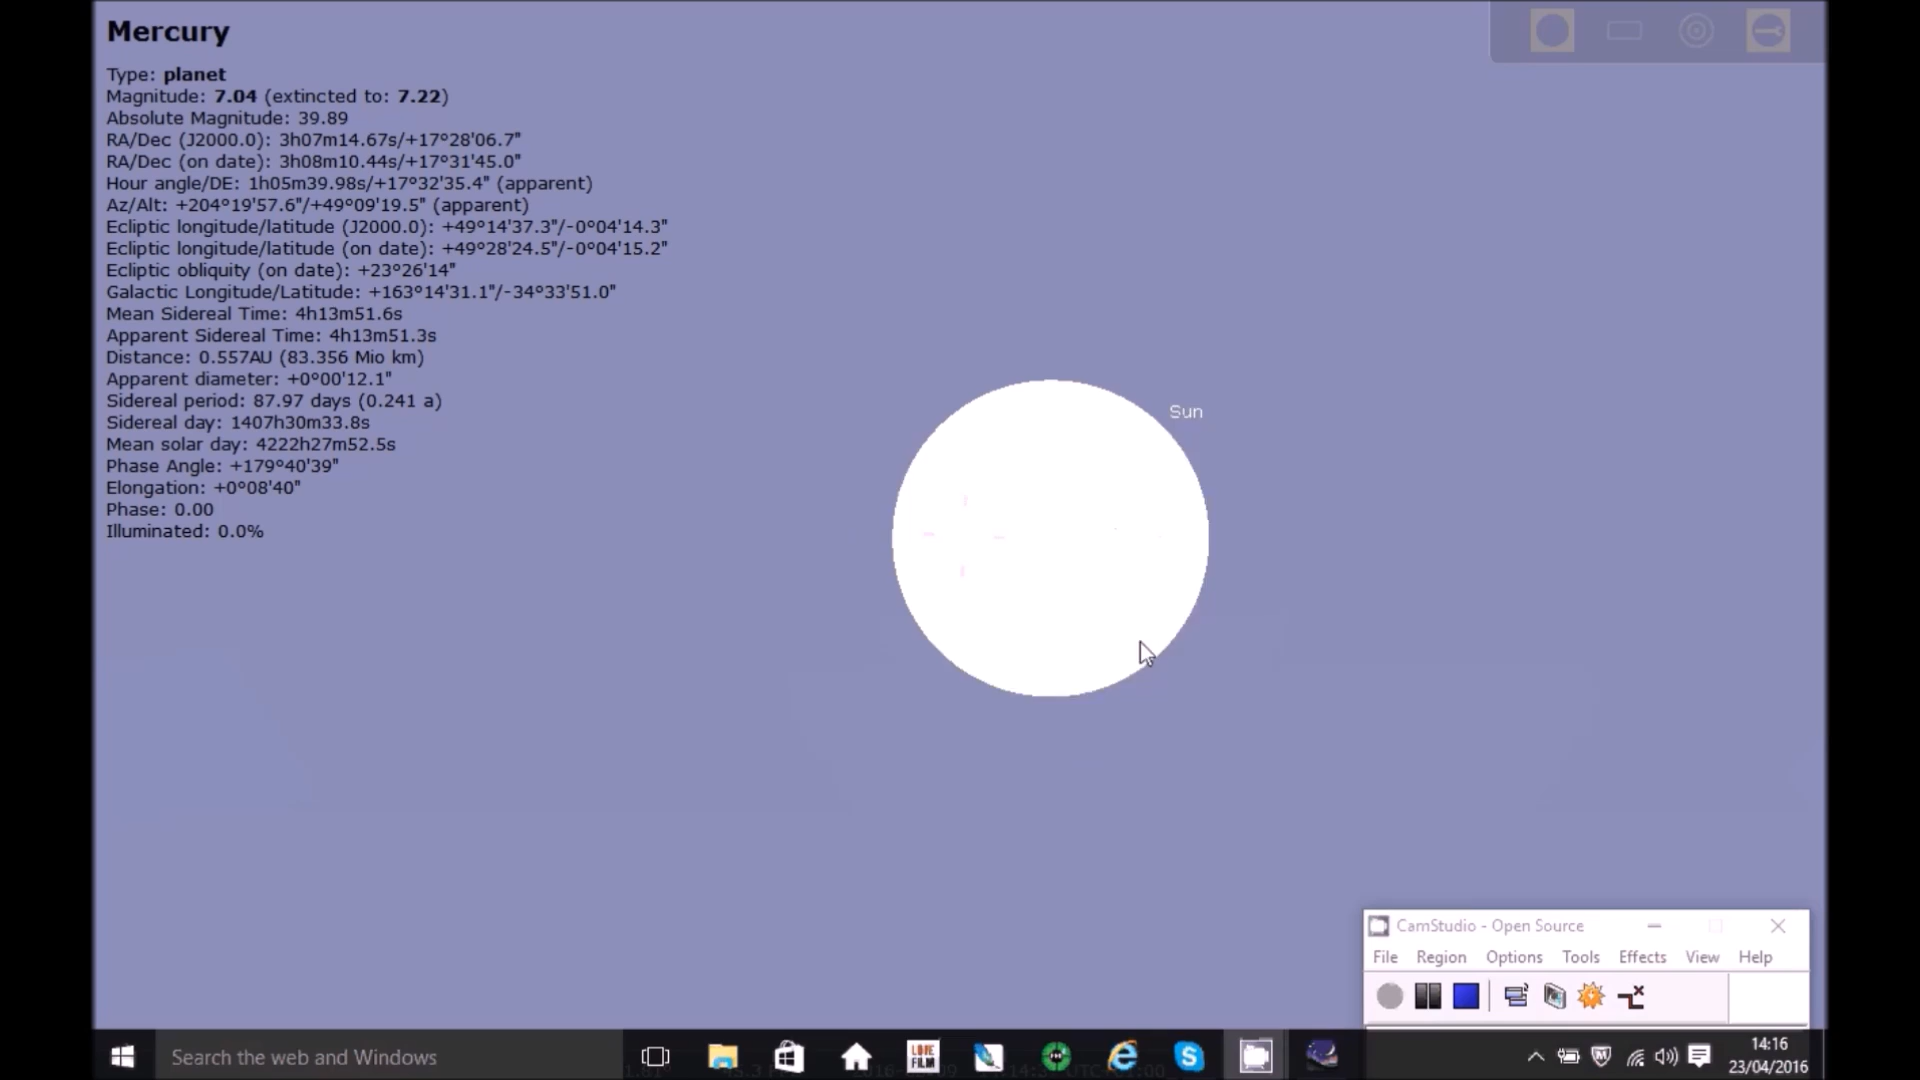 Mercury
Type: planet
Magnitude: 7.04 (extincted to: 7.22)
Absolute Magnitude: 39.89
RA/Dec (J2000.0): 3h07m14.67s/+17°28'06.7"
RA/Dec (on date): 3h08m10.44s/+17°31'45.0"
Hour angle/DE: 1h05m39.98s/+17°32'35.4" (apparent)
Az/Alt: +204°19'57.6"/+49°09'19.5" (apparent)
Ecliptic longitude/latitude (J2000.0): +49°14'37.3"/-0°04'14.3"
Ecliptic longitude/latitude (on date): +49°28'24.5"/-0°04'15.2"
Ecliptic obliquity (on date): +23°26'14"
Galactic Longitude/Latitude: +163°14'31.1"/-34°33'51.0"
Mean Sidereal Time: 4h13m51.6s
Apparent Sidereal Time: 4h13m51.3s
Distance: 0.557AU (83.356 Mio km)
Apparent diameter: +0°00'12.1"
Sidereal period: 87.97 days (0.241 a)
Sidereal day: 1407h30m33.8s
Mean solar day: 4222h27m52.5s
Phase Angle: +179°40'39"
Elongation: +0°08'40"
Phase: 0.00
Illuminated: 0.0%
Sun
CamStudio - Open Source
File Region Options Tools Effects View Help
Search the web and Windows
LOVE
FILM
14:16
23/04/2016